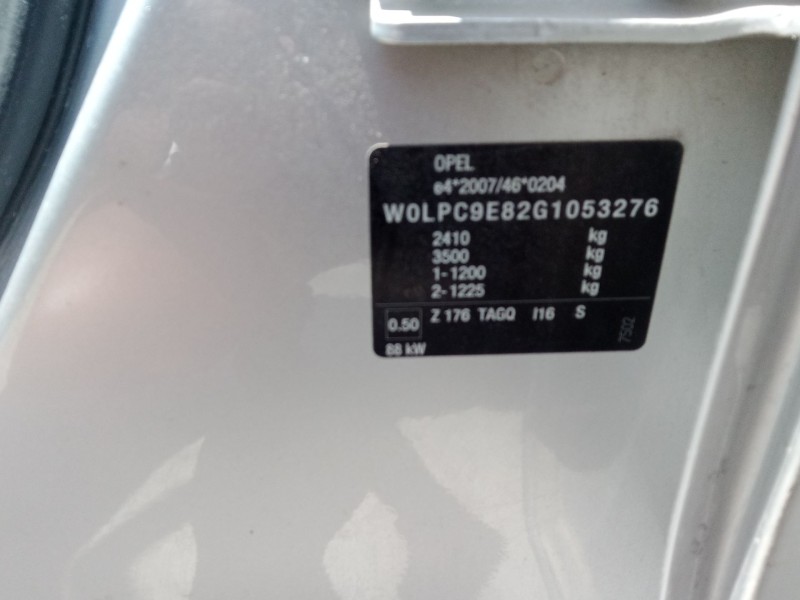 OPEL
e4*2007/46*0204
W0LPC9E82G1053276
2410 kg
3500 kg
1-1200 kg
2-1225 kg
0.50 Z 176 TAGQ I16 S
88 kW
7502